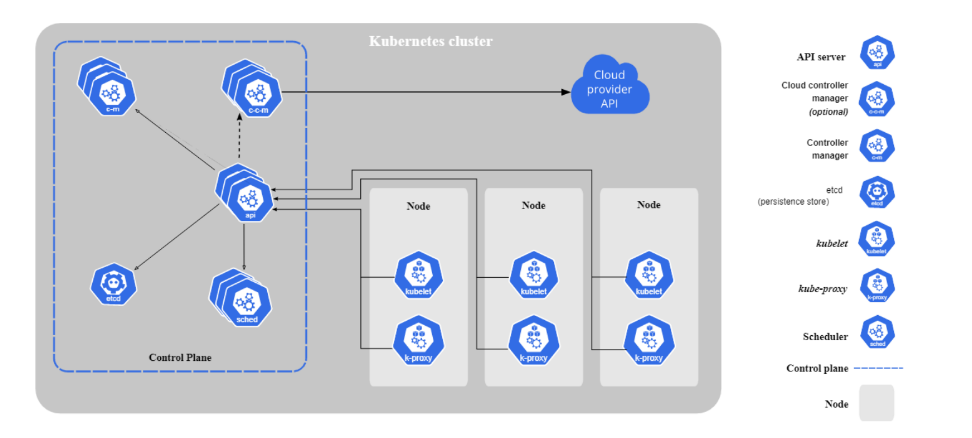 Kubernetes cluster
c-m
c-c-m
Cloud
provider
API
api
etcd
sched
Control Plane
Node
kubelet
k-proxy
Node
kubelet
k-proxy
Node
kubelet
k-proxy
API server
api
Cloud controller
manager
(optional)
c-c-m
Controller
manager
c-m
etcd
(persistence store)
etcd
kubelet
kubelet
kube-proxy
k-proxy
Scheduler
sched
Control plane
Node